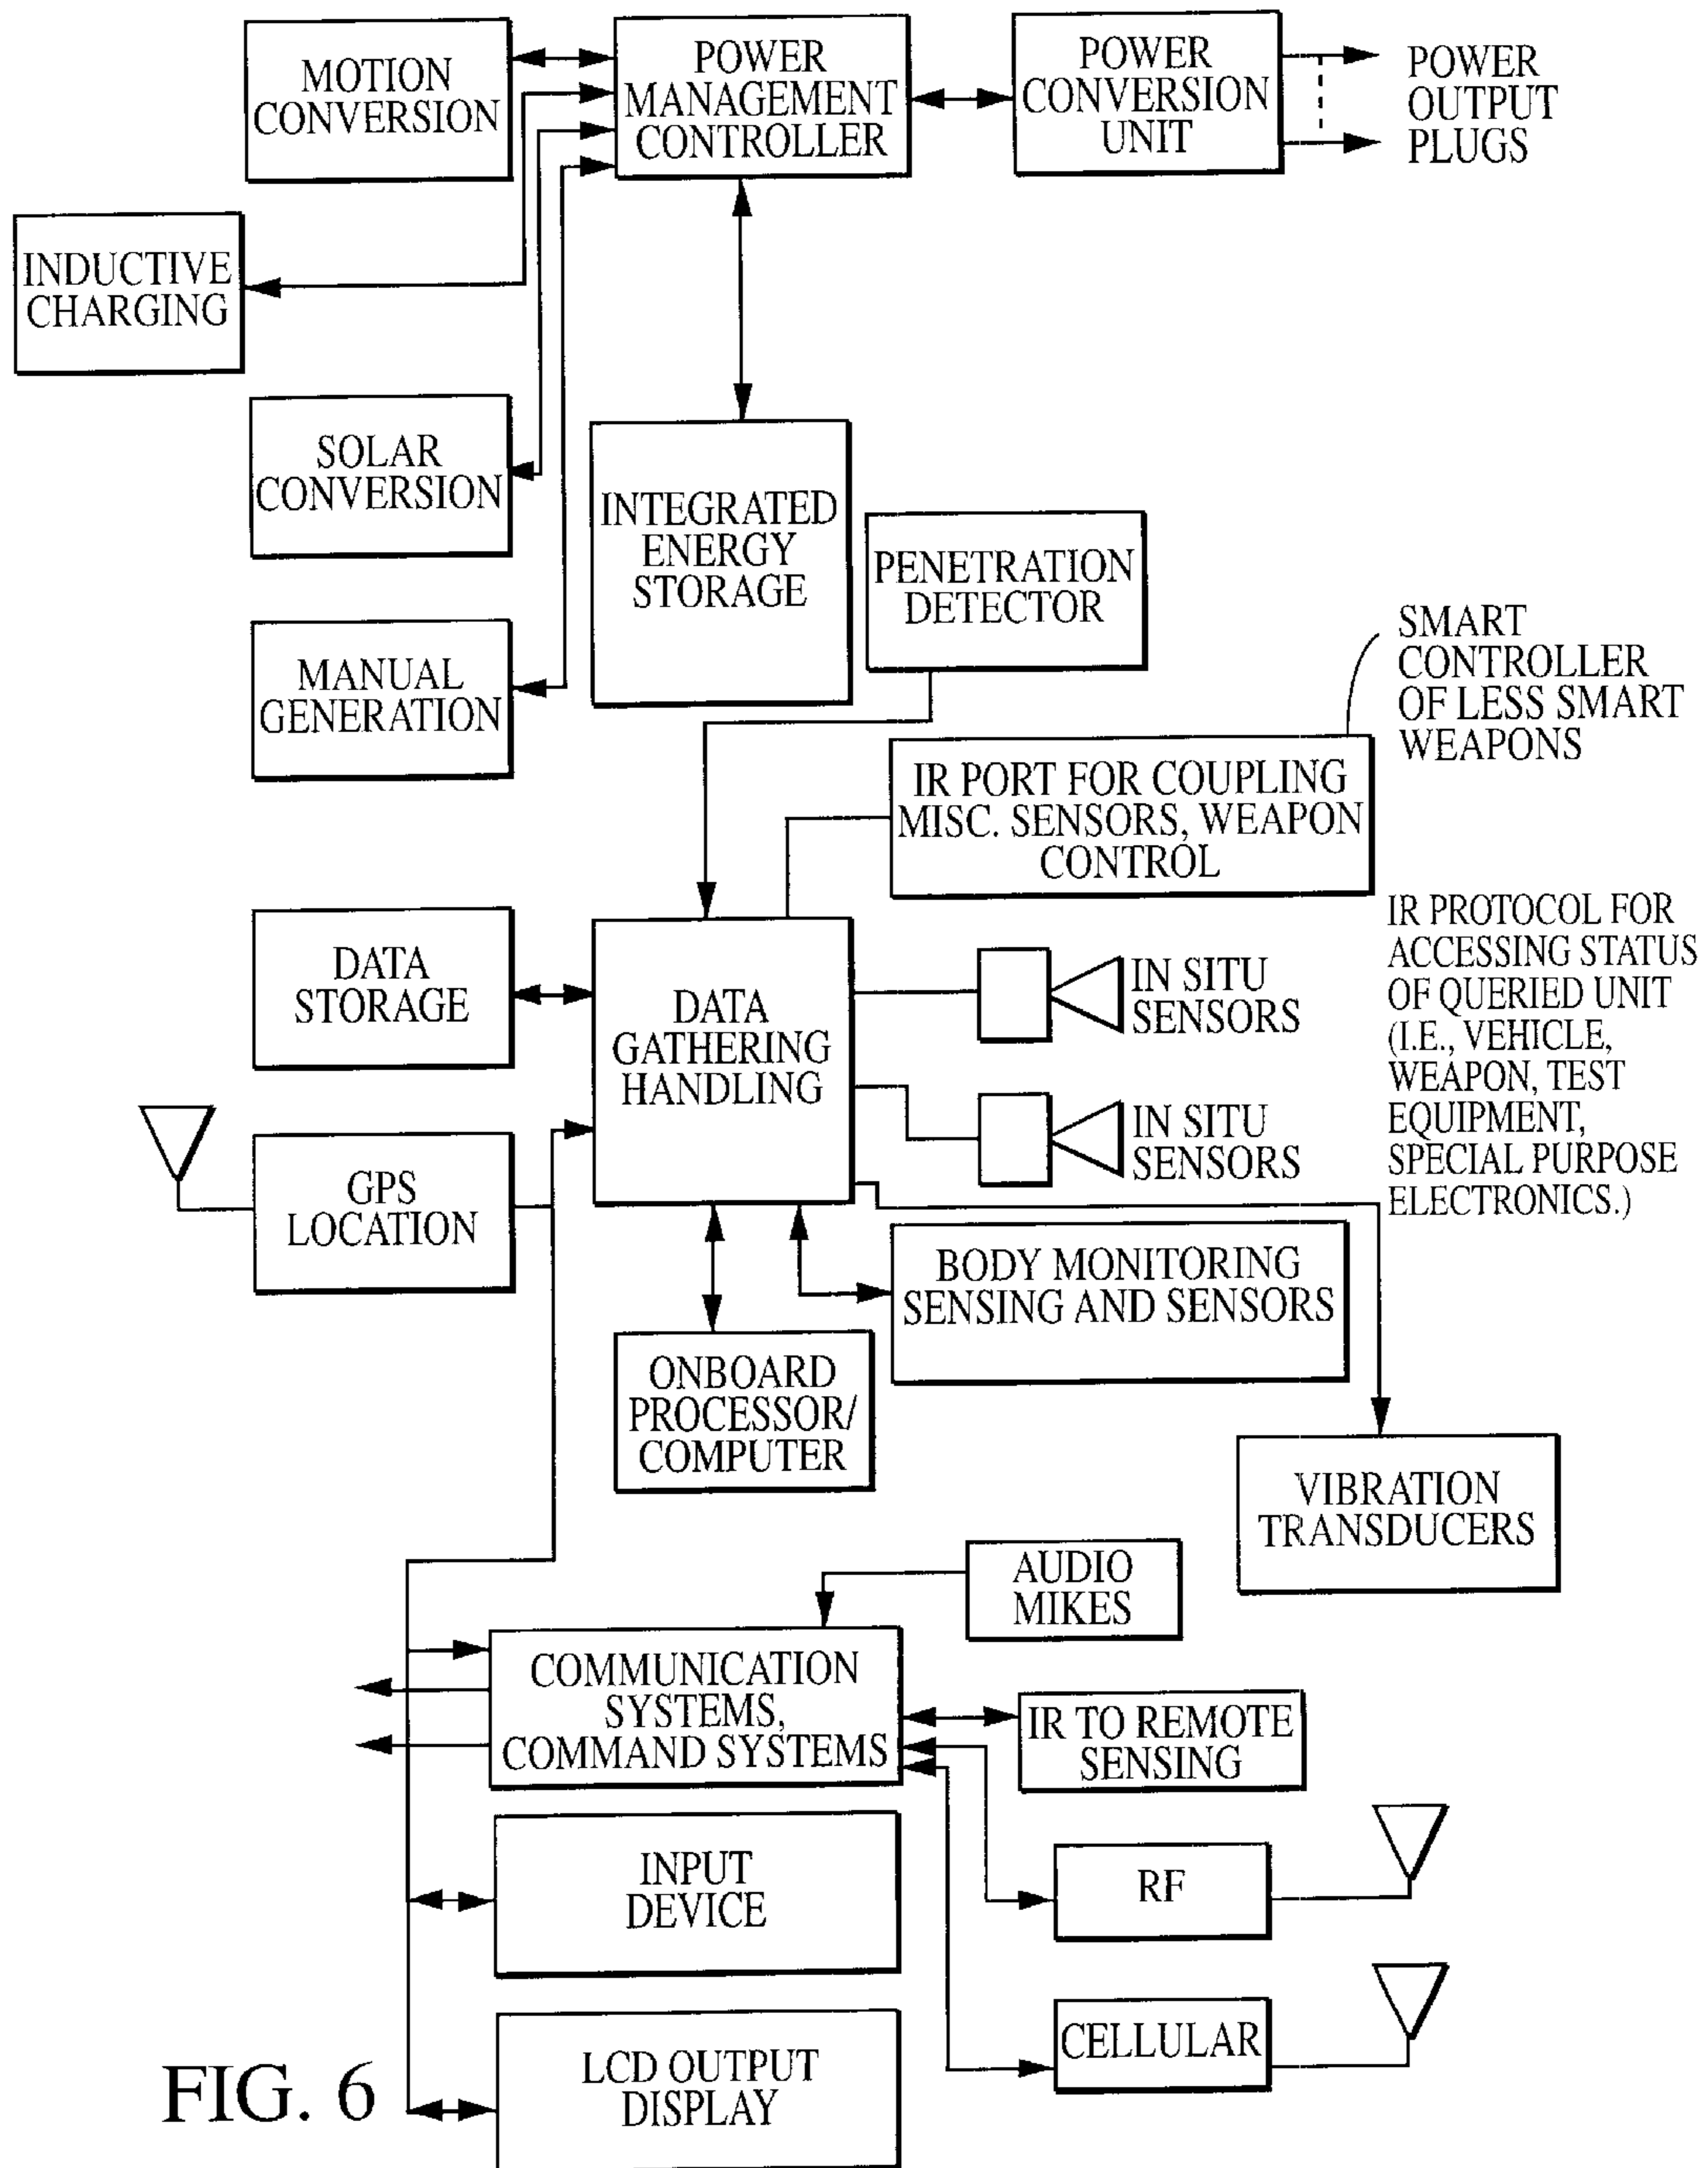 MOTION
CONVERSION
POWER
MANAGEMENT
CONTROLLER
POWER
CONVERSION
UNIT
POWER
OUTPUT
PLUGS
INDUCTIVE
CHARGING
SOLAR
CONVERSION
INTEGRATED
ENERGY
STORAGE
PENETRATION
DETECTOR
MANUAL
GENERATION
SMART
CONTROLLER
OF LESS SMART
WEAPONS
IR PORT FOR COUPLING
MISC. SENSORS, WEAPON
CONTROL
DATA
STORAGE
DATA
GATHERING
HANDLING
IN SITU
SENSORS
IN SITU
SENSORS
IR PROTOCOL FOR
ACCESSING STATUS
OF QUERIED UNIT
(I.E., VEHICLE,
WEAPON, TEST
EQUIPMENT,
SPECIAL PURPOSE
ELECTRONICS.)
GPS
LOCATION
BODY MONITORING
SENSING AND SENSORS
ONBOARD
PROCESSOR/
COMPUTER
VIBRATION
TRANSDUCERS
AUDIO
MIKES
COMMUNICATION
SYSTEMS,
COMMAND SYSTEMS
IR TO REMOTE
SENSING
INPUT
DEVICE
RF
CELLULAR
LCD OUTPUT
DISPLAY
FIG. 6